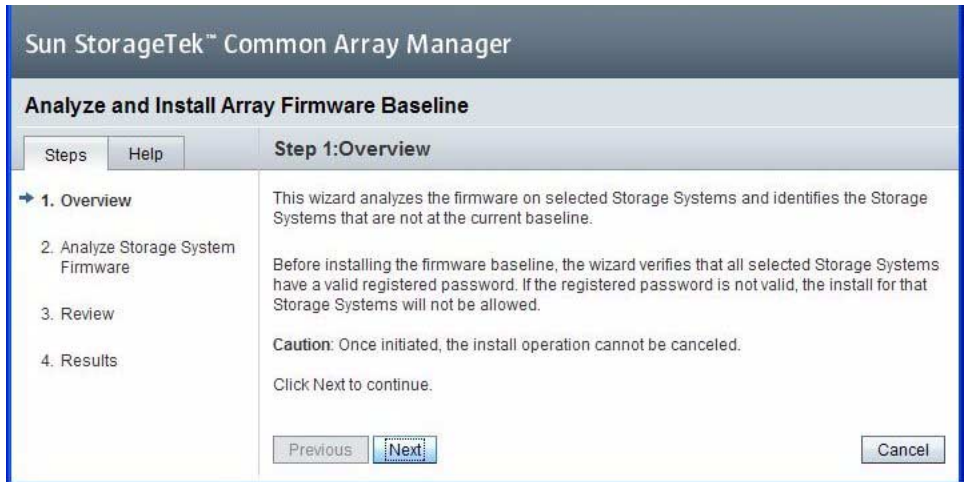 Sun StorageTek™ Common Array Manager
Analyze and Install Array Firmware Baseline
Steps
Help
Step 1:Overview
1. Overview
2. Analyze Storage System
Firmware
3. Review
4. Results
This wizard analyzes the firmware on selected Storage Systems and identifies the Storage
Systems that are not at the current baseline.
Before installing the firmware baseline, the wizard verifies that all selected Storage Systems
have a valid registered password. If the registered password is not valid, the install for that
Storage Systems will not be allowed.
Caution: Once initiated, the install operation cannot be canceled.
Click Next to continue.
Previous
Next
Cancel